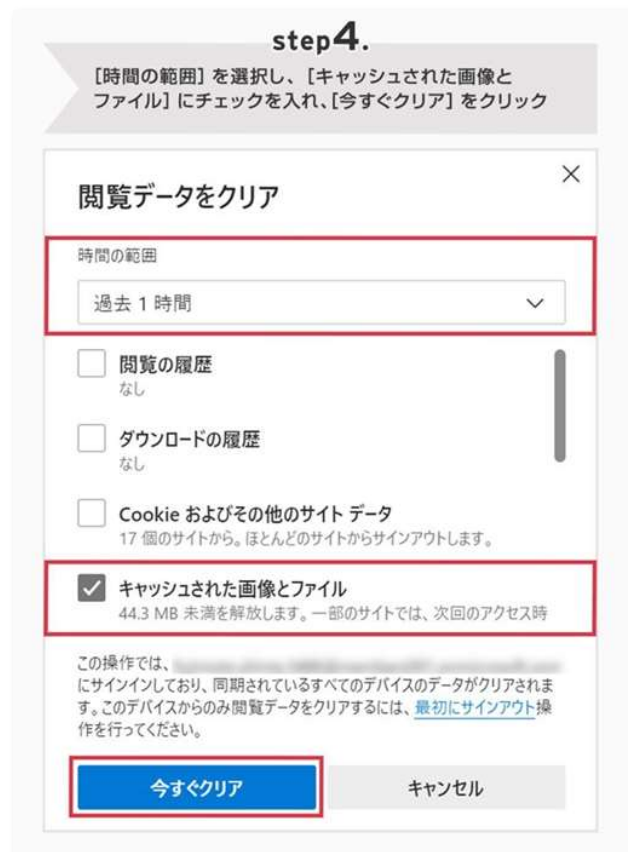 step4.
[時間の範囲] を選択し、[キャッシュされた画像と
ファイル] にチェックを入れ、[今すぐクリア] をクリック
閲覧データをクリア
時間の範囲
過去 1 時間
閲覧の履歴
なし
ダウンロードの履歴
なし
Cookie およびその他のサイト データ
17 個のサイトから。ほとんどのサイトからサインアウトします。
キャッシュされた画像とファイル
44.3 MB 未満を解放します。一部のサイトでは、次回のアクセス時
この操作では、
にサインインしており、同期されているすべてのデバイスのデータがクリアされま
す。このデバイスからのみ閲覧データをクリアするには、最初にサインアウト操
作を行ってください。
今すぐクリア
キャンセル